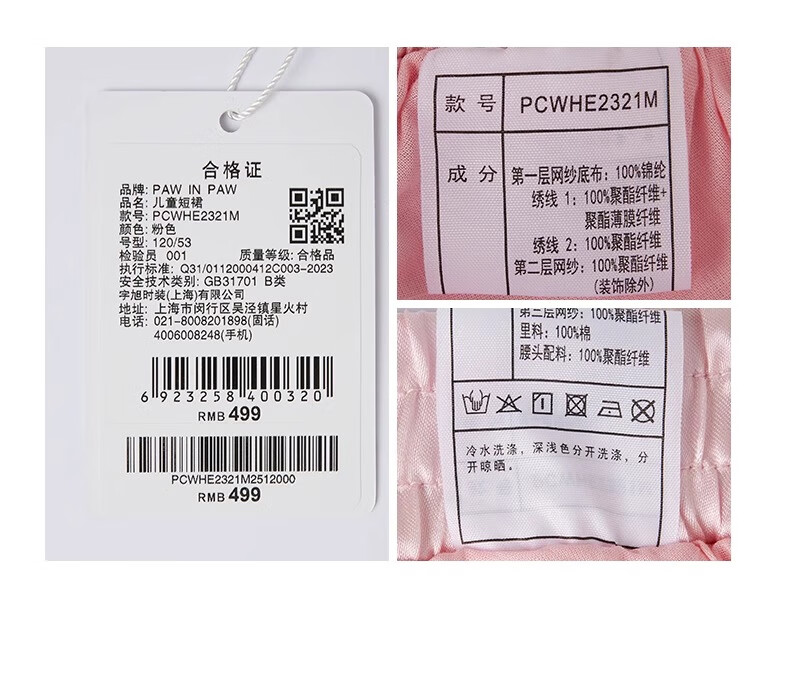 合格证
品牌: PAW IN PAW
品名: 儿童短裙
款号: PCWHE2321M
颜色: 粉色
号型: 120/53
检验员 001 质量等级: 合格品
执行标准: Q31/0112000412C003-2023
安全技术类别: GB31701 B类
宇旭时装(上海)有限公司
地址: 上海市闵行区吴泾镇星火村
电话: 021-8008201898(固话)
4006008248(手机)
6 923258 400320
RMB 499
PCWHE2321M2512000
RMB 499
款号 PCWHE2321M
成分 第一层网纱底布: 100%锦纶
绣线 1: 100%聚酯纤维+
聚酯薄膜纤维
绣线 2: 100%聚酯纤维
第二层网纱: 100%聚酯纤维
(装饰除外)
第三层网纱: 100%聚酯纤维
里料: 100%棉
腰头配料: 100%聚酯纤维
冷水洗涤, 深浅色分开洗涤, 分
开晾晒。